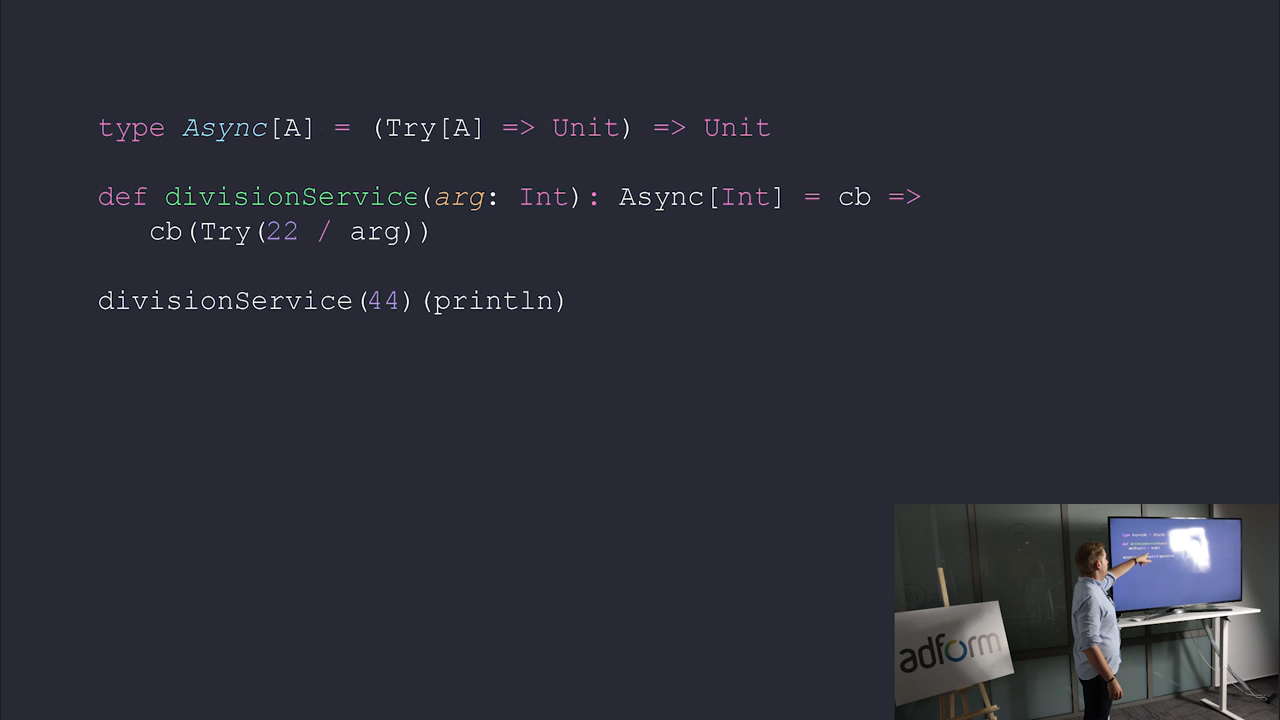 type Async[A] = (Try[A] => Unit) => Unit
def divisionService(arg: Int): Async[Int] = cb =>
cb(Try(22 / arg))
divisionService(44)(println)
adform